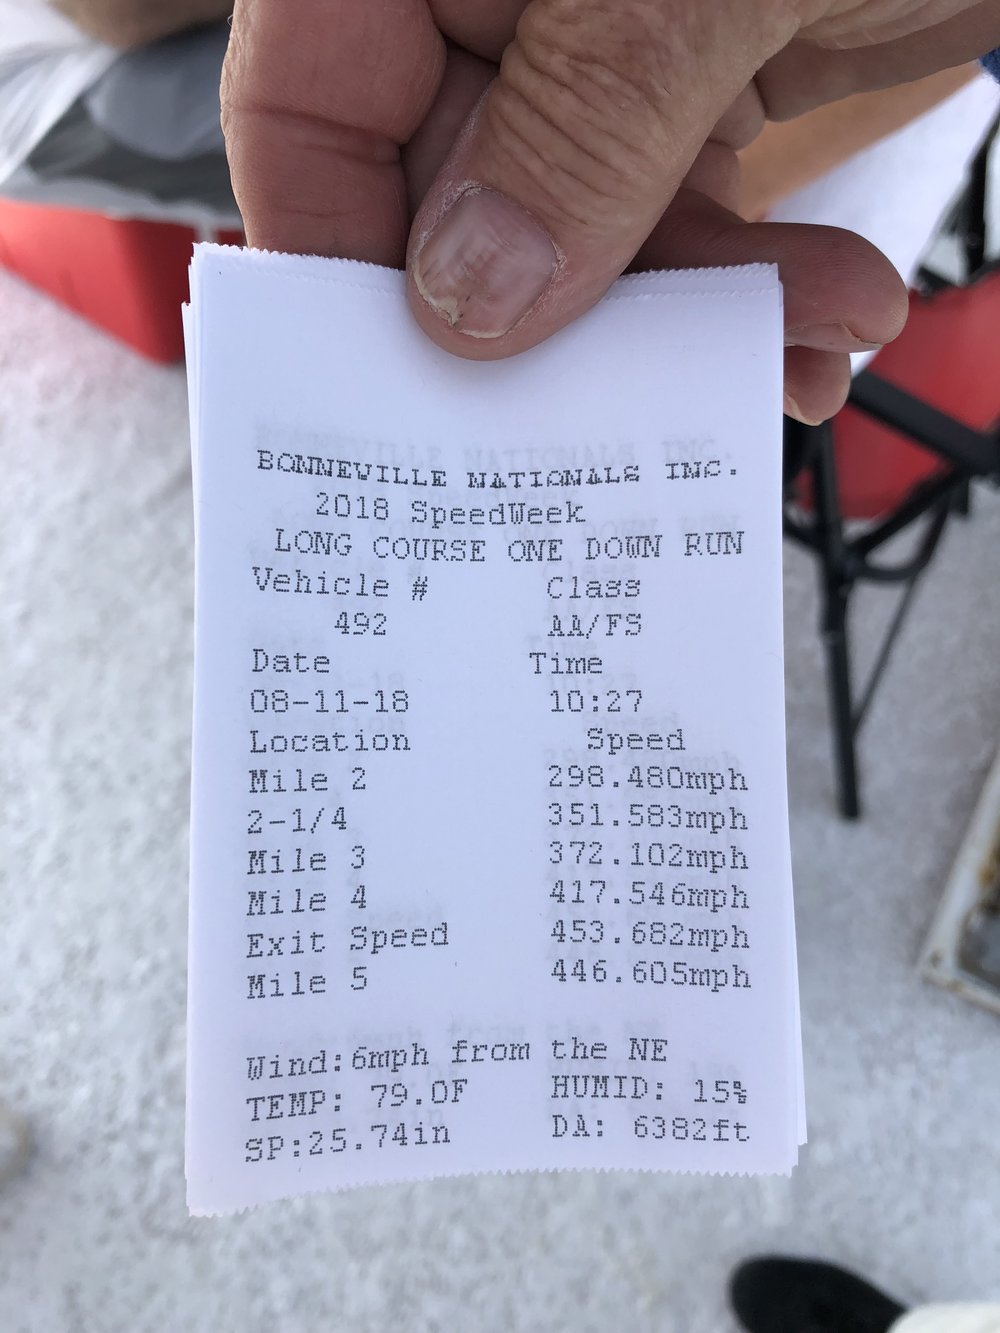 BONNEVILLE NATIONALS INC.
2018 SpeedWeek
LONG COURSE ONE DOWN RUN
Vehicle # Class
492 AA/FS
Date Time
08-11-18 10:27
Location Speed
Mile 2 298.480mph
2-1/4 351.583mph
Mile 3 372.102mph
Mile 4 417.546mph
Exit Speed 453.682mph
Mile 5 446.605mph
Wind:6mph from the NE
TEMP: 79.0F HUMID: 15%
SP:25.74in DA: 6382ft